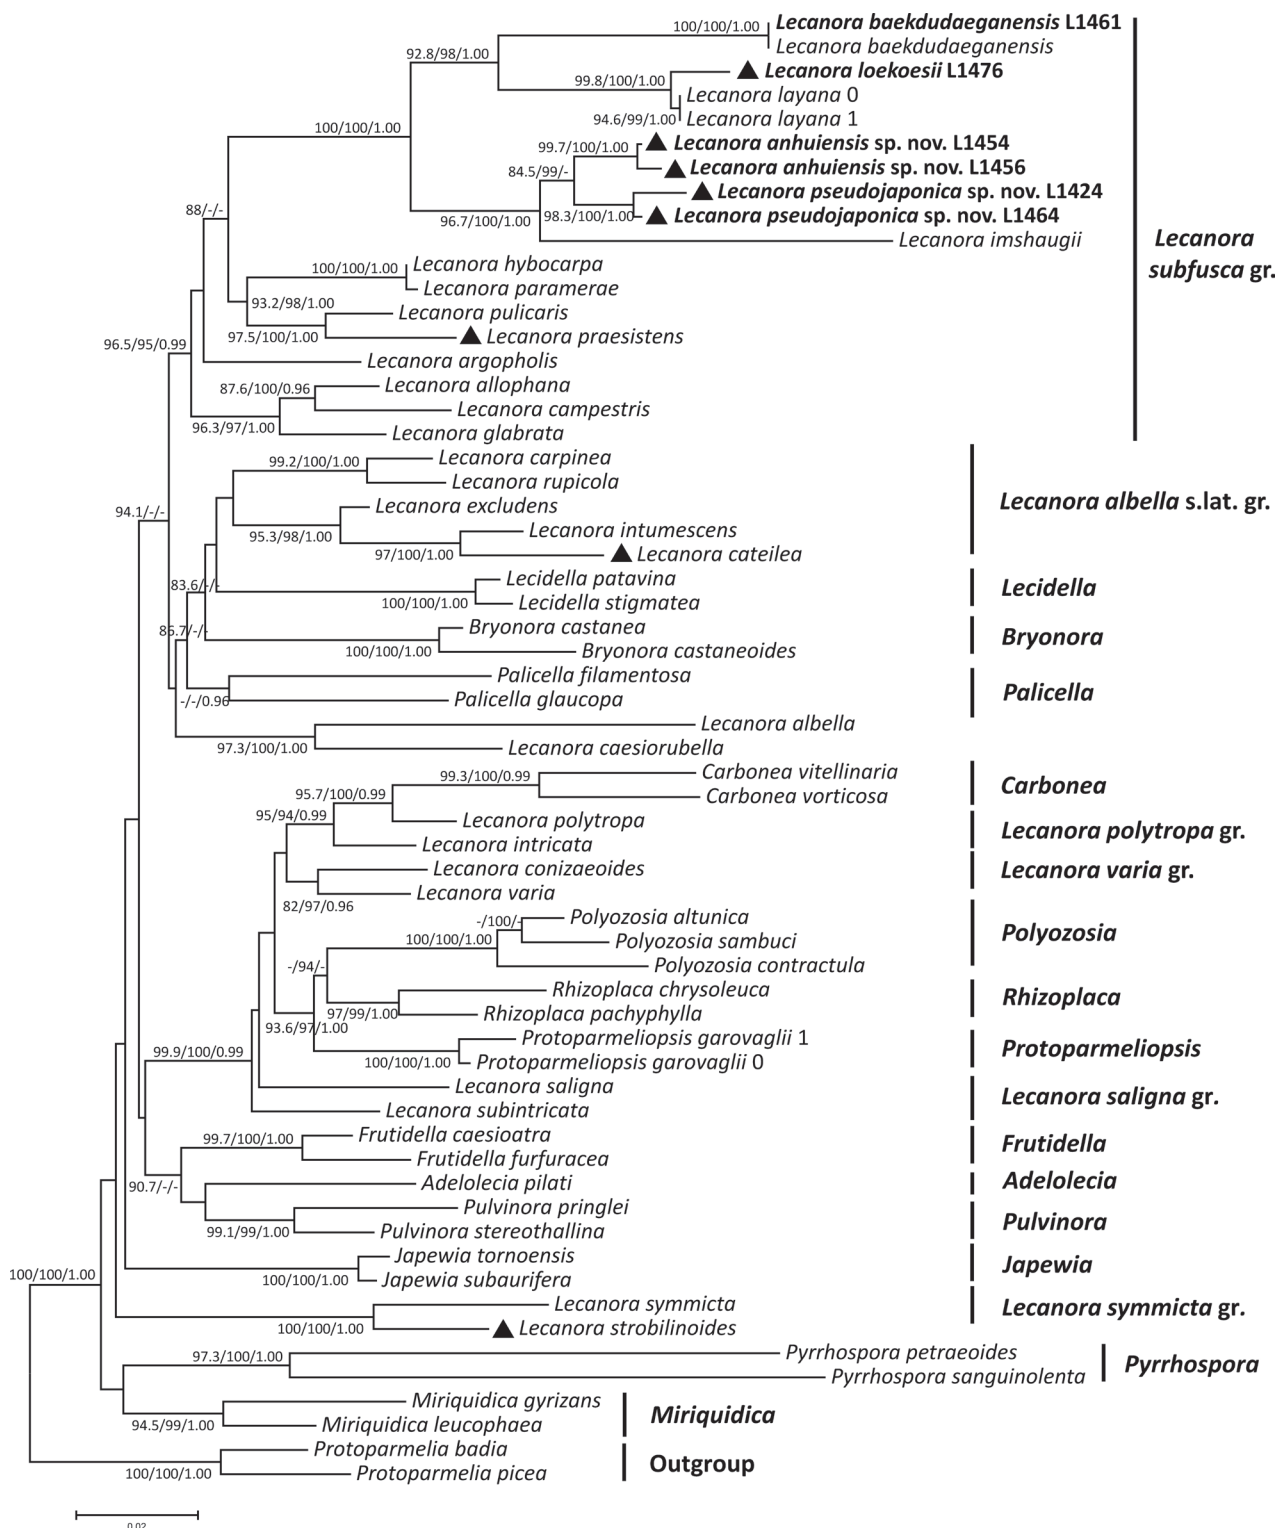 100/100/1.00
Lecanora baekdudaeganensis L1461
Lecanora baekdudaeganensis
92.8/98/1.00
Lecanora loekoesii L1476
99.8/100/1.00
Lecanora layana 0
94.6/99/1.00
Lecanora layana 1
100/100/1.00
Lecanora anhuiensis sp. nov. L1454
99.7/100/1.00
Lecanora anhuiensis sp. nov. L1456
84.5/99/-
Lecanora pseudojaponica sp. nov. L1424
98.3/100/1.00
Lecanora pseudojaponica sp. nov. L1464
96.7/100/1.00
Lecanora imshaugii
Lecanora
subfusca gr.
88/-/-
100/100/1.00
Lecanora hybocarpa
Lecanora paramerae
93.2/98/1.00
Lecanora pulicaris
97.5/100/1.00
Lecanora praesistens
96.5/95/0.99
Lecanora argopholis
87.6/100/0.96
Lecanora allophana
Lecanora campestris
96.3/97/1.00
Lecanora glabrata
99.2/100/1.00
Lecanora carpinea
Lecanora rupicola
Lecanora albella s.lat. gr.
94.1/-/-
Lecanora excludens
95.3/98/1.00
Lecanora intumescens
97/100/1.00
Lecanora cateilea
83.6/-/-
Lecidella patavina
100/100/1.00
Lecidella stigmatea
Lecidella
85.7/-/-
Bryonora castanea
100/100/1.00
Bryonora castaneoides
Bryonora
Palicella filamentosa
-/-/0.96
Palicella glaucopa
Palicella
Lecanora albella
97.3/100/1.00
Lecanora caesiorubella
99.3/100/0.99
Carbonea vitellinaria
Carbonea vorticosa
Carbonea
95.7/100/0.99
Lecanora polytropa
95/94/0.99
Lecanora intricata
Lecanora polytropa gr.
Lecanora conizaeoides
Lecanora varia
82/97/0.96
Lecanora varia gr.
-/100/-
Polyozosia altunica
100/100/1.00
Polyozosia sambuci
Polyozosia contractula
Polyozosia
-/94/-
Rhizoplaca chrysoleuca
97/99/1.00
Rhizoplaca pachyphylla
Rhizoplaca
93.6/97/1.00
Protoparmeliopsis garovaglii 1
100/100/1.00
Protoparmeliopsis garovaglii 0
Protoparmeliopsis
99.9/100/0.99
Lecanora saligna
Lecanora subintricata
Lecanora saligna gr.
99.7/100/1.00
Frutidella caesioatra
Frutidella furfuracea
Frutidella
90.7/-/-
Adelolecia pilati
Adelolecia
Pulvinora pringlei
99.1/99/1.00
Pulvinora stereothallina
Pulvinora
Japewia tornoensis
100/100/1.00
Japewia subaurifera
Japewia
100/100/1.00
Lecanora symmicta
100/100/1.00
Lecanora strobilinoides
Lecanora symmicta gr.
97.3/100/1.00
Pyrrhospora petraeoides
Pyrrhospora sanguinolenta
Pyrrhospora
Miriquidica gyrizans
94.5/99/1.00
Miriquidica leucophaea
Miriquidica
Protoparmelia badia
100/100/1.00
Protoparmelia picea
Outgroup
0.02